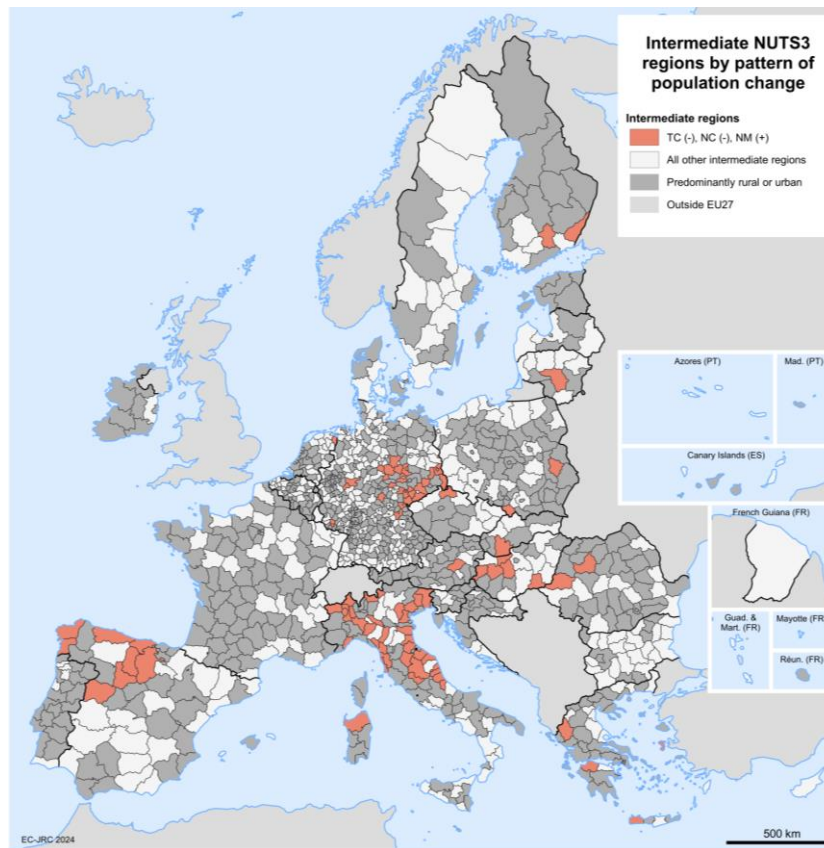 Intermediate NUTS3
regions by pattern of
population change
Intermediate regions
TC (-), NC (-), NM (+)
All other intermediate regions
Predominantly rural or urban
Outside EU27
Azores (PT)
Mad. (PT)
Canary Islands (ES)
French Guiana (FR)
Guad. &
Mart. (FR)
Mayotte (FR)
Réun. (FR)
EC-JRC 2024
500 km